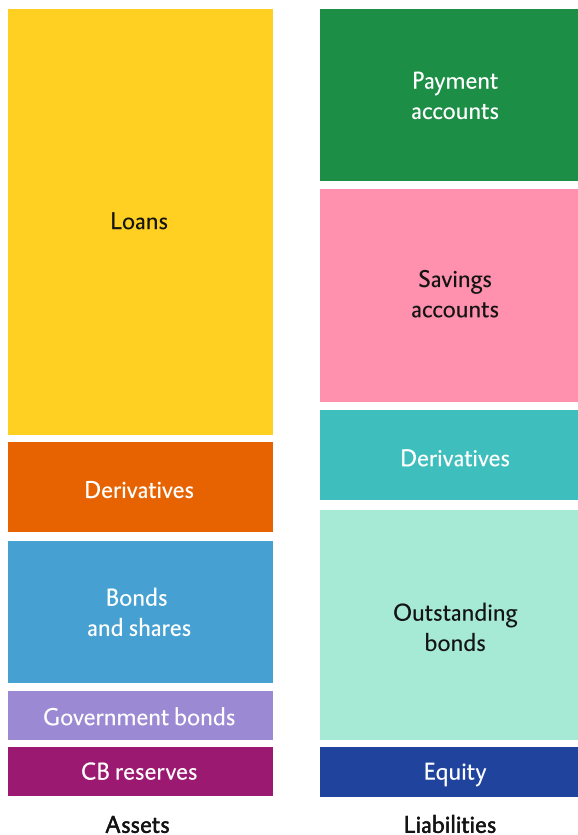 Loans
Derivatives
Bonds
and shares
Government bonds
CB reserves
Assets
Payment
accounts
Savings
accounts
Derivatives
Outstanding
bonds
Equity
Liabilities